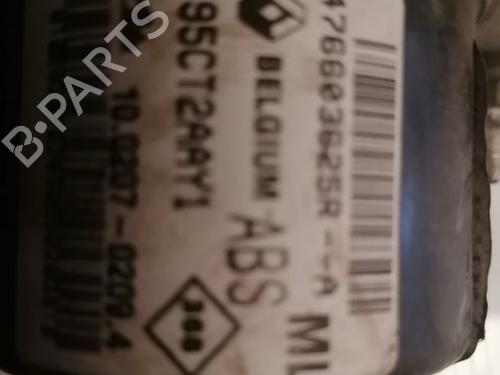 476603625R--A
ML
BELGIUM ABS
95CT2AAY1
10.0207-0209.4
B-PARTS